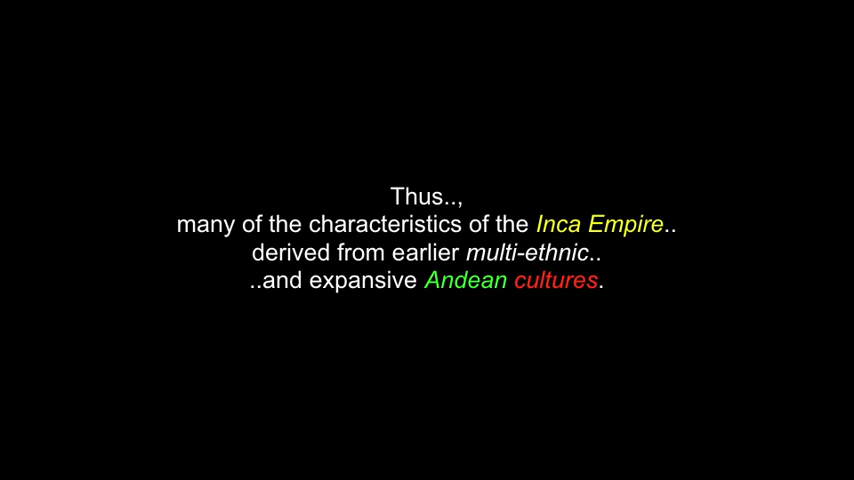 Thus..,
many of the characteristics of the Inca Empire..
derived from earlier multi-ethnic..
..and expansive Andean cultures.